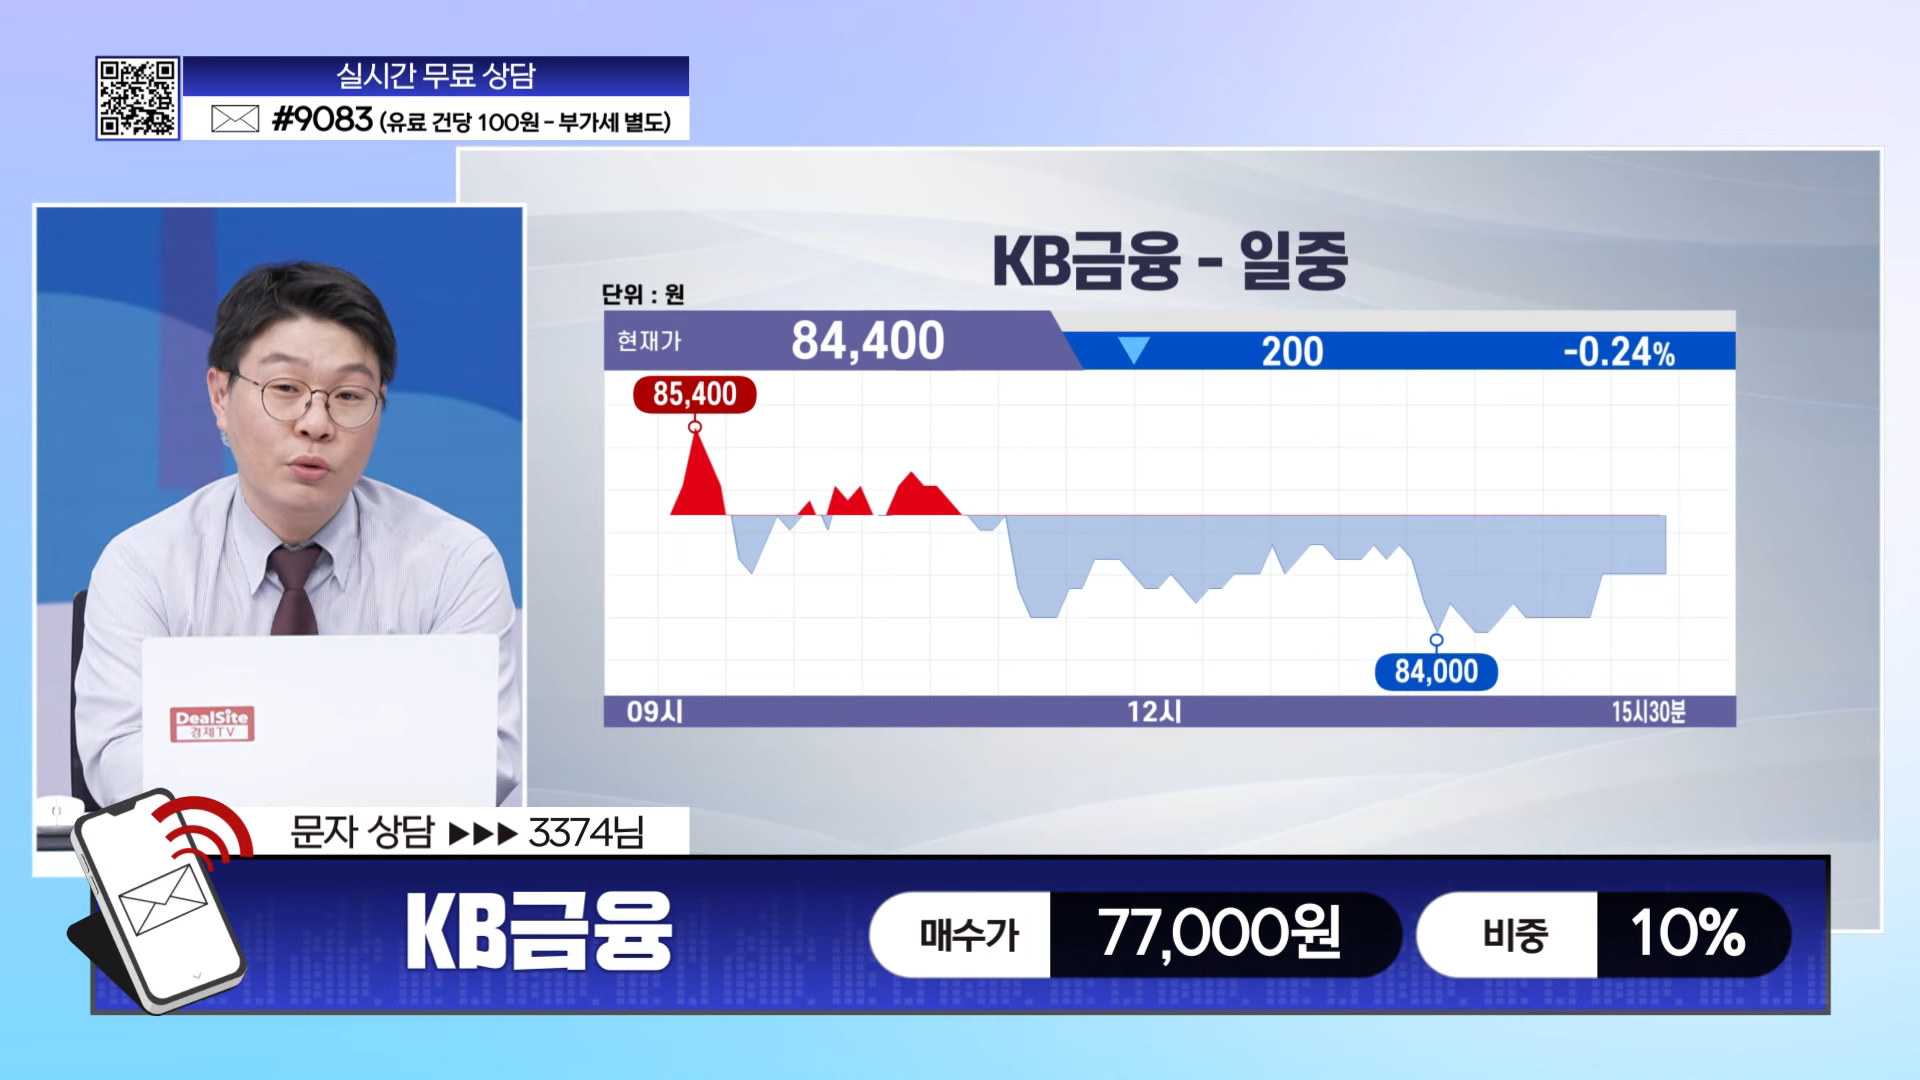 실시간 무료 상담
#9083 (유료 건당 100원 - 부가세 별도)
KB금융 - 일중
단위 : 원
현재가 84,400 ▼ 200 -0.24%
85,400
84,000
09시 12시 15시30분
DealSite
경제TV
문자 상담 ▶▶▶ 3374님
KB금융 매수가 77,000원 비중 10%